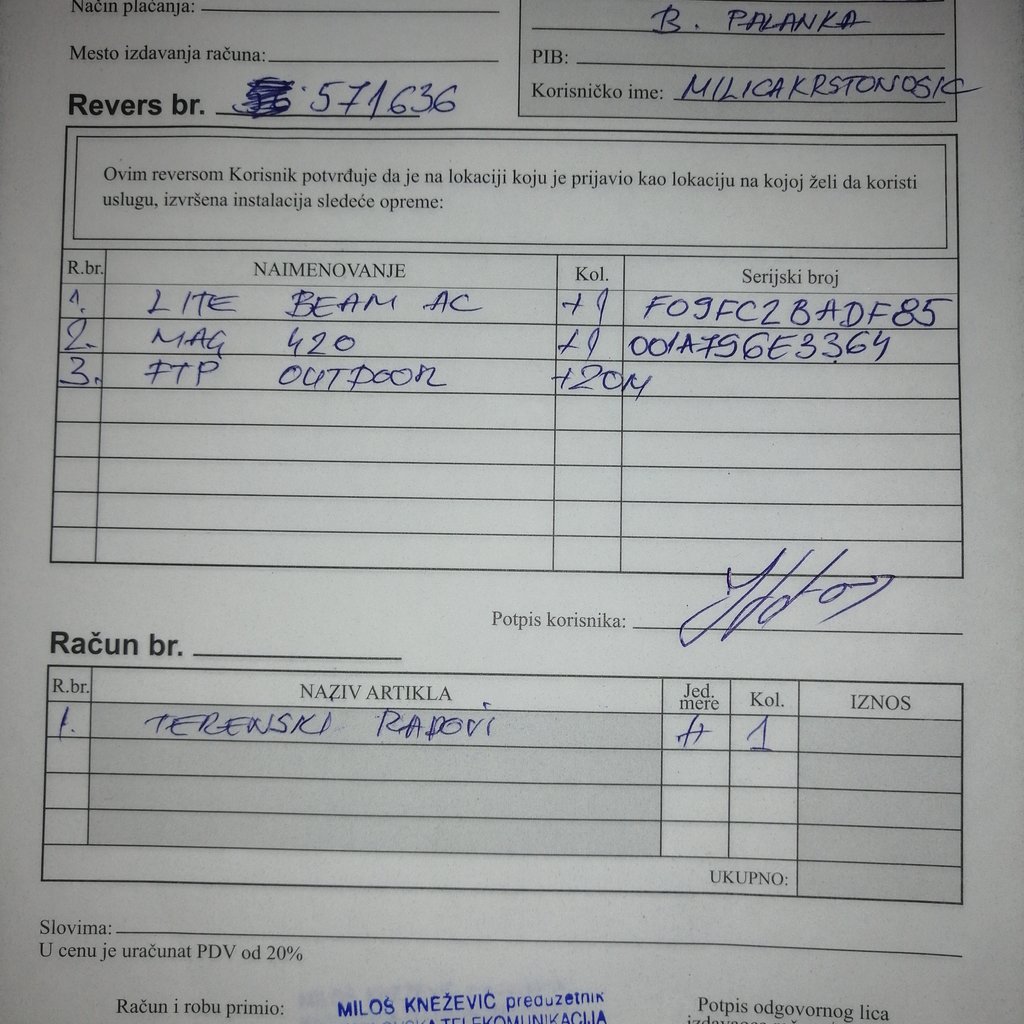 Način plaćanja:
B. PALANKA
Mesto izdavanja računa:
PIB:
Korisničko ime: MILICAKRSTONOSIC
Revers br. 571636
Ovim reversom Korisnik potvrđuje da je na lokaciji koju je prijavio kao lokaciju na kojoj želi da koristi
uslugu, izvršena instalacija sledeće opreme:
R.br. NAIMENOVANJE Kol. Serijski broj
1. LITE BEAM AC +1 F09FC2BADF85
2. MAG 420 +1 001A796E3364
3. FTP OUTDOOR +20M
Potpis korisnika:
Račun br.
R.br. NAZIV ARTIKLA Jed. mere Kol. IZNOS
1. TERENSKI RADOVI H 1
UKUPNO:
Slovima:
U cenu je uračunat PDV od 20%
Račun i robu primio: MILOŠ KNEŽEVIĆ preduzetnik Potpis odgovornog lica
TELEKOMUNIKACIJA